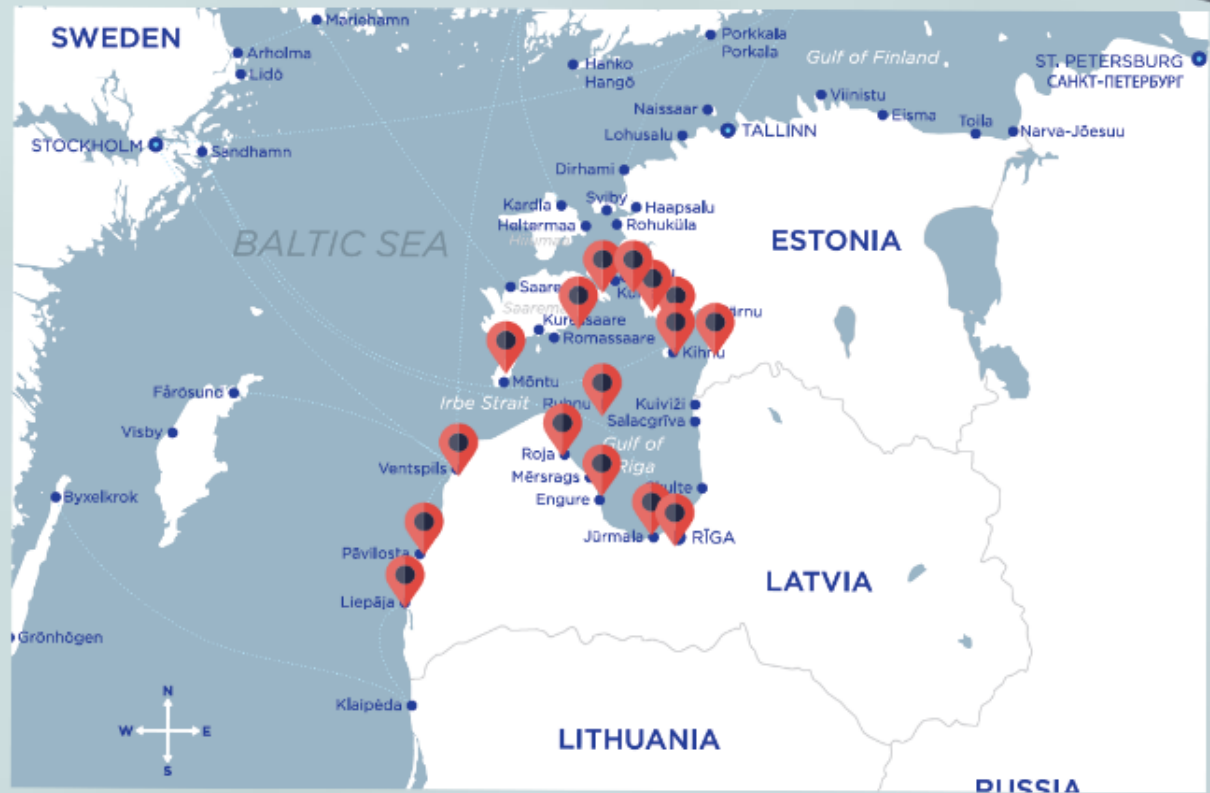 SWEDEN
Mariehamn
Arholma
Lidö
Hanko
Hangö
Porkkala
Porkala
Gulf of Finland
ST. PETERSBURG
САНКТ-ПЕТЕРБУРГ
Viinistu
Eisma
Toila
Narva-Jõesuu
Naissaar
Lohusalu
TALLINN
STOCKHOLM
Sandhamn
Dirhami
Kardla
Sviby
Haapsalu
Heltermaa
Rohuküla
BALTIC SEA
ESTONIA
Romassaare
Kihnu
Mõntu
Irbe Strait
Ruhnu
Kuiviži
Salacgrīva
Fårösund
Visby
Gulf of
Riga
Roja
Ventspils
Mērsrags
Engure
Byxelkrok
Jūrmala
RĪGA
Pāvilosta
LATVIA
Liepāja
Grönhögen
Klaipėda
LITHUANIA
RUSSIA
N
W
E
S